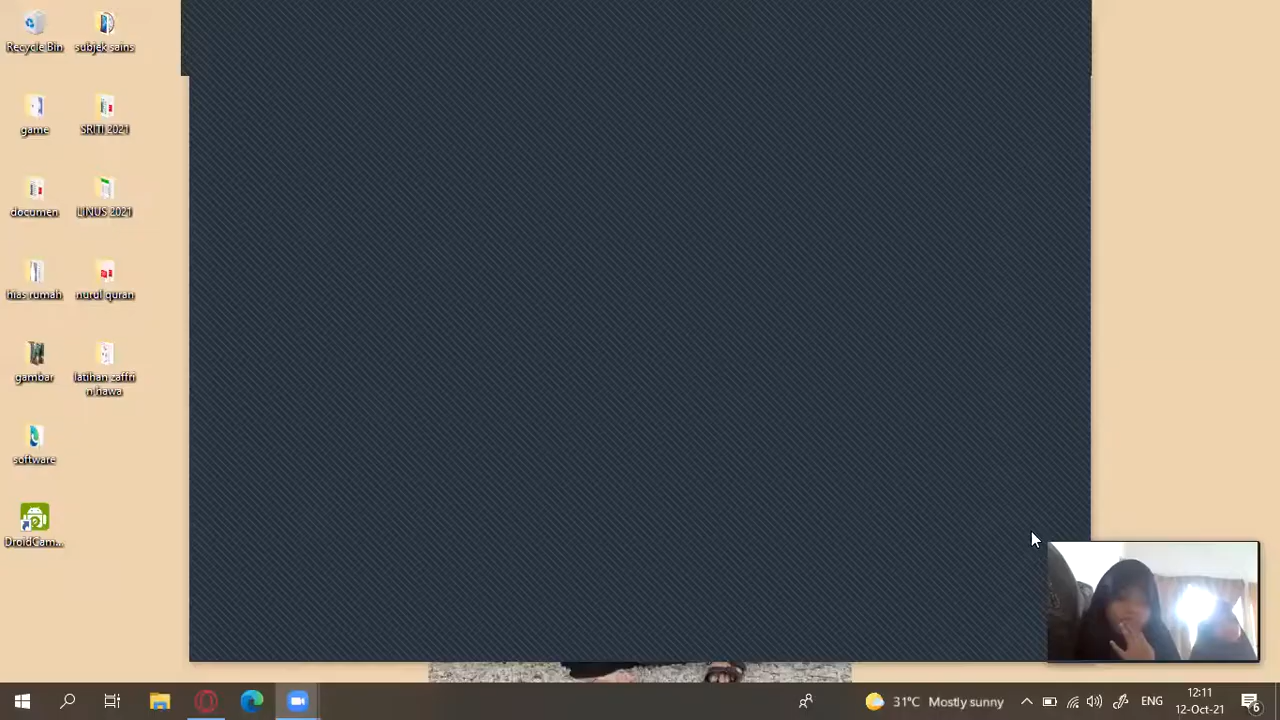 Recycle Bin
subjek sains
game
SRITI 2021
documen
LINUS 2021
hias rumah
nurul quran
gambar
latihan zaffri
n hawa
software
DroidCam...
31°C Mostly sunny
ENG
12:11
12-Oct-21
6